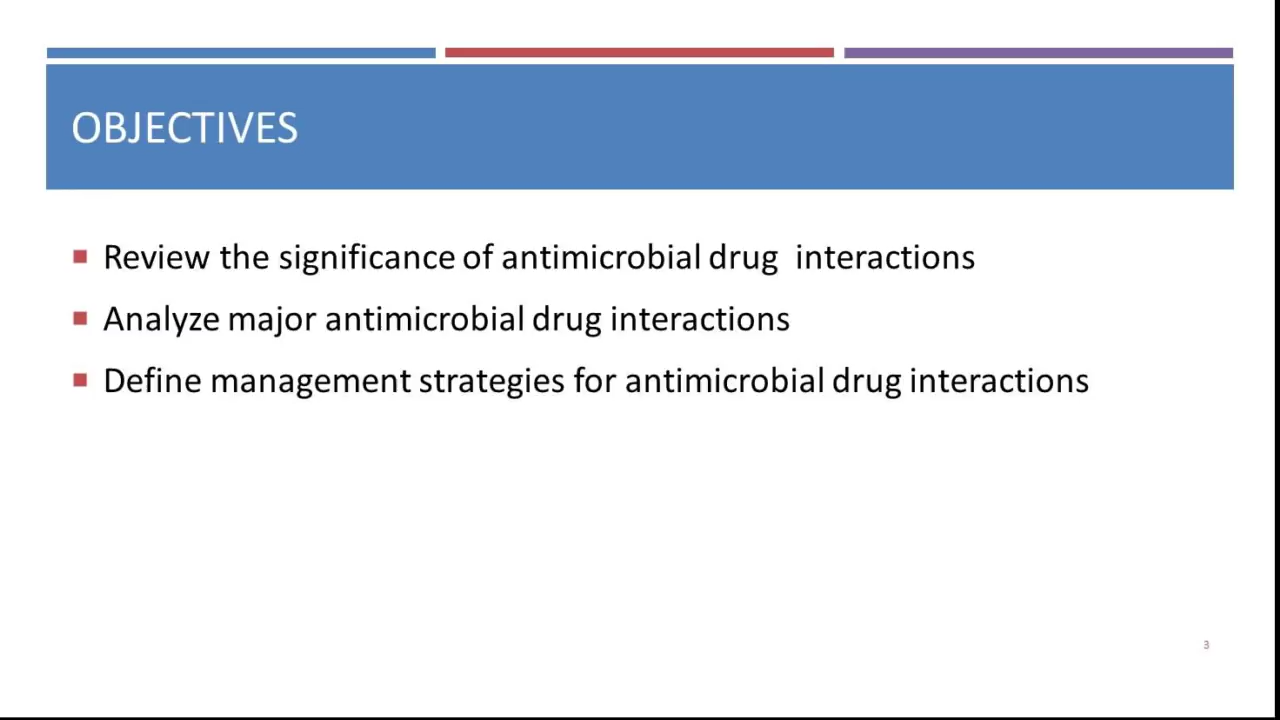 OBJECTIVES
Review the significance of antimicrobial drug  interactions
Analyze major antimicrobial drug interactions
Define management strategies for antimicrobial drug interactions
3